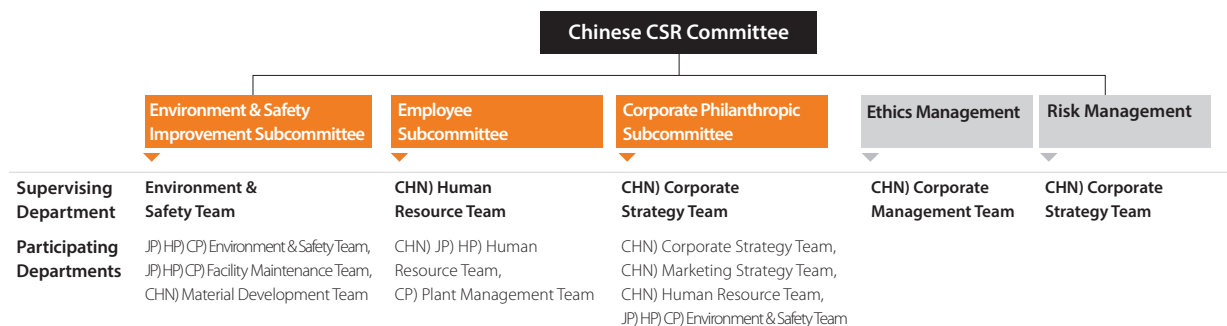 Chinese CSR Committee
Environment & Safety
Improvement Subcommittee
Employee
Subcommittee
Corporate Philanthropic
Subcommittee
Ethics Management
Risk Management
Supervising
Department
Environment &
Safety Team
CHN) Human
Resource Team
CHN) Corporate
Strategy Team
CHN) Corporate
Management Team
CHN) Corporate
Strategy Team
Participating
Departments
JP) HP) CP) Environment & Safety Team,
JP) HP) CP) Facility Maintenance Team,
CHN) Material Development Team
CHN) JP) HP) Human
Resource Team,
CP) Plant Management Team
CHN) Corporate Strategy Team,
CHN) Marketing Strategy Team,
CHN) Human Resource Team,
JP) HP) CP) Environment & Safety Team